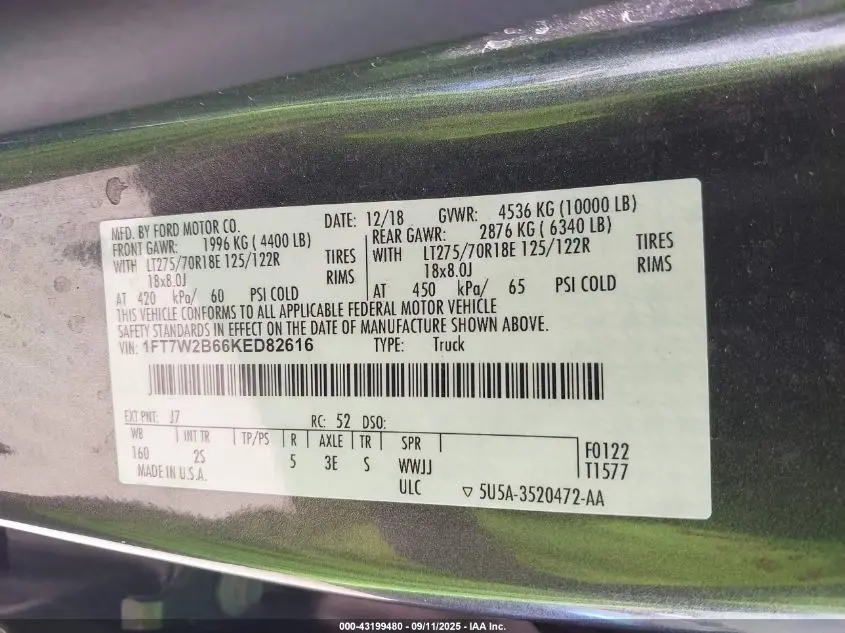 MFD. BY FORD MOTOR CO.
DATE: 12/18 GVWR: 4536 KG (10000 LB)
FRONT GAWR: 1996 KG ( 4400 LB) REAR GAWR: 2876 KG ( 6340 LB)
WITH LT275/70R18E 125/122R TIRES WITH LT275/70R18E 125/122R TIRES
18x8.0J RIMS 18x8.0J RIMS
AT 420 kPa/ 60 PSI COLD AT 450 kPa/ 65 PSI COLD
THIS VEHICLE CONFORMS TO ALL APPLICABLE FEDERAL MOTOR VEHICLE
SAFETY STANDARDS IN EFFECT ON THE DATE OF MANUFACTURE SHOWN ABOVE.
VIN: 1FT7W2B66KED82616 TYPE: Truck
EXT PNT: J7 RC: 52 DSO:
WB INT TR TP/PS R AXLE TR SPR F0122
160 2S 5 3E S WWJJ T1577
MADE IN U.S.A. ULC ▽ 5U5A-3520472-AA
000-43199480 - 09/11/2025 - IAA Inc.